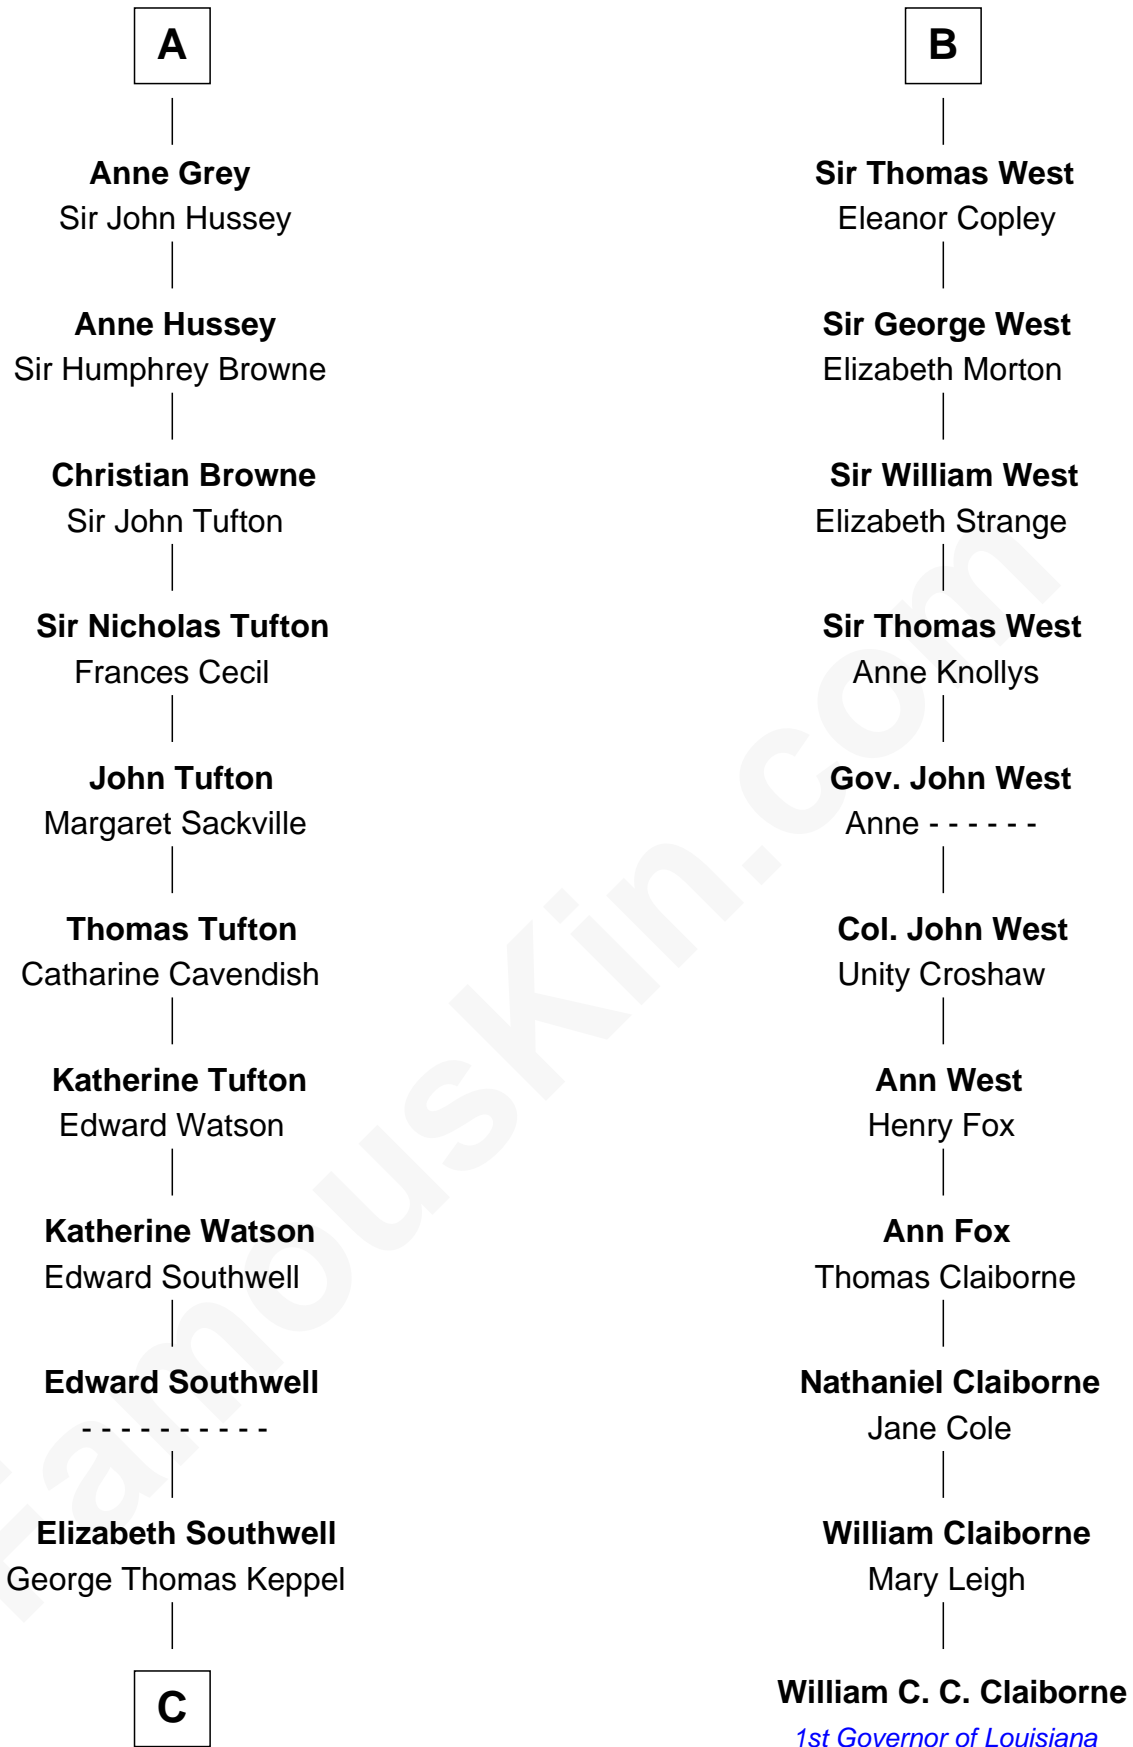 A
Anne Grey
Sir John Hussey
Anne Hussey
Sir Humphrey Browne
Christian Browne
Sir John Tufton
Sir Nicholas Tufton
Frances Cecil
John Tufton
Margaret Sackville
Thomas Tufton
Catharine Cavendish
Katherine Tufton
Edward Watson
Katherine Watson
Edward Southwell
Edward Southwell
- - - - - - - - - -
Elizabeth Southwell
George Thomas Keppel
C
B
Sir Thomas West
Eleanor Copley
Sir George West
Elizabeth Morton
Sir William West
Elizabeth Strange
Sir Thomas West
Anne Knollys
Gov. John West
Anne - - - - - -
Col. John West
Unity Croshaw
Ann West
Henry Fox
Ann Fox
Thomas Claiborne
Nathaniel Claiborne
Jane Cole
William Claiborne
Mary Leigh
William C. C. Claiborne
1st Governor of Louisiana
FamousKin.com